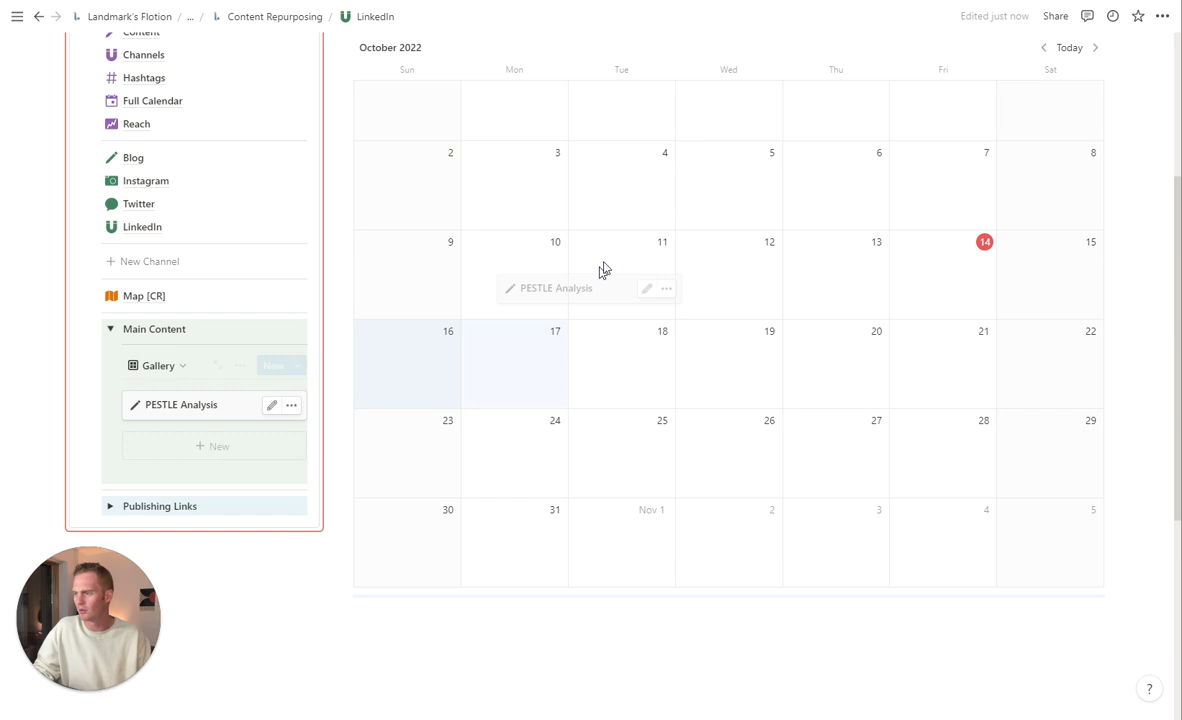 Landmark's Flotion / ... / Content Repurposing / LinkedIn
Edited just now Share
Content
Channels
Hashtags
Full Calendar
Reach
Blog
Instagram
Twitter
LinkedIn
+ New Channel
Map [CR]
Main Content
Gallery
New
PESTLE Analysis
+ New
Publishing Links
October 2022
Today
Sun Mon Tue Wed Thu Fri Sat
2 3 4 5 6 7 8
9 10 11 12 13 14 15
PESTLE Analysis
16 17 18 19 20 21 22
23 24 25 26 27 28 29
30 31 Nov 1 2 3 4 5
?